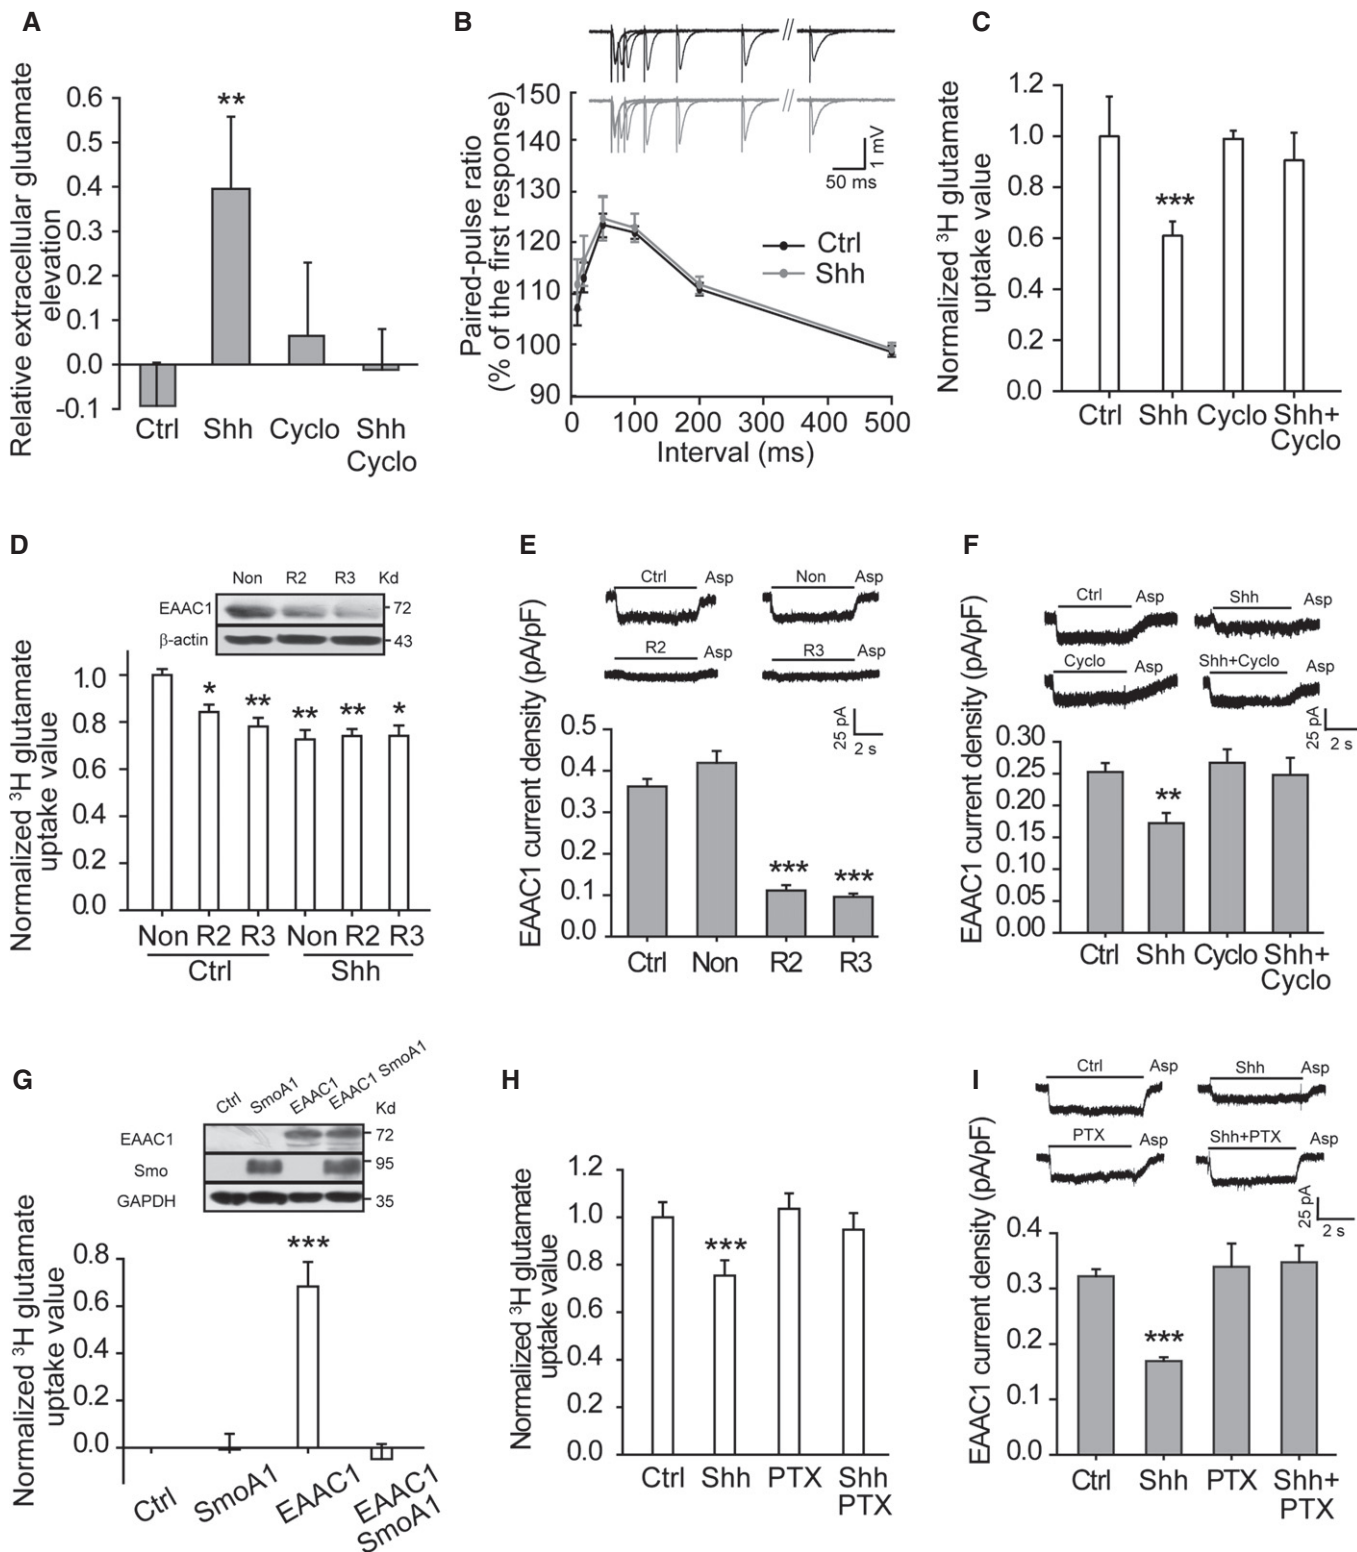 A
Relative extracellular glutamate
elevation
0.6
0.5
0.4
0.3
0.2
0.1
0.0
-0.1
**
Ctrl
Shh
Cyclo
Shh
Cyclo
B
Paired-pulse ratio
(% of the first response)
150
140
130
120
110
100
90
//
//
1 mV
50 ms
Ctrl
Shh
0
100
200
300
400
500
Interval (ms)
C
Normalized ³H glutamate
uptake value
1.2
1.0
0.8
0.6
0.4
0.2
0.0
***
Ctrl
Shh
Cyclo
Shh+
Cyclo
D
Non
R2
R3
Kd
EAAC1
72
β-actin
43
Normalized ³H glutamate
uptake value
1.0
0.8
0.6
0.4
0.2
0.0
*
**
**
**
*
Non
R2
R3
Non
R2
R3
Ctrl
Shh
E
Ctrl
Asp
Non
Asp
R2
Asp
R3
Asp
25 pA
2 s
EAAC1 current density (pA/pF)
0.5
0.4
0.3
0.2
0.1
0.0
***
***
Ctrl
Non
R2
R3
F
Ctrl
Asp
Shh
Asp
Cyclo
Asp
Shh+Cyclo
Asp
25 pA
2 s
EAAC1 current density (pA/pF)
0.30
0.25
0.20
0.15
0.10
0.05
0.00
**
Ctrl
Shh
Cyclo
Shh+
Cyclo
G
Ctrl
SmoA1
EAAC1
EAAC1 SmoA1
Kd
EAAC1
72
Smo
95
GAPDH
35
Normalized ³H glutamate
uptake value
0.8
0.6
0.4
0.2
0.0
***
Ctrl
SmoA1
EAAC1
EAAC1
SmoA1
H
Normalized ³H glutamate
uptake value
1.2
1.0
0.8
0.6
0.4
0.2
0.0
***
Ctrl
Shh
PTX
Shh
PTX
I
Ctrl
Asp
Shh
Asp
PTX
Asp
Shh+PTX
Asp
25 pA
2 s
EAAC1 current density (pA/pF)
0.4
0.3
0.2
0.1
0.0
***
Ctrl
Shh
PTX
Shh+
PTX